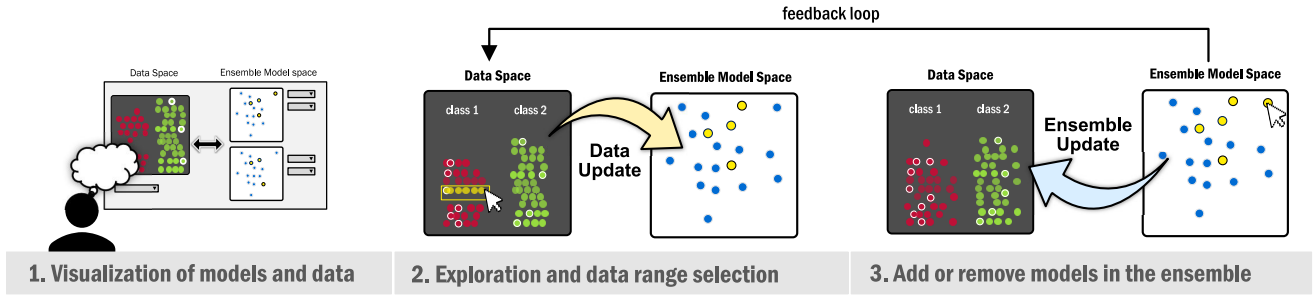 feedback loop
Data Space
Ensemble Model space
Data Space
Ensemble Model Space
class 1
class 2
Data
Update
Data Space
Ensemble Model Space
class 1
class 2
Ensemble
Update
1. Visualization of models and data
2. Exploration and data range selection
3. Add or remove models in the ensemble